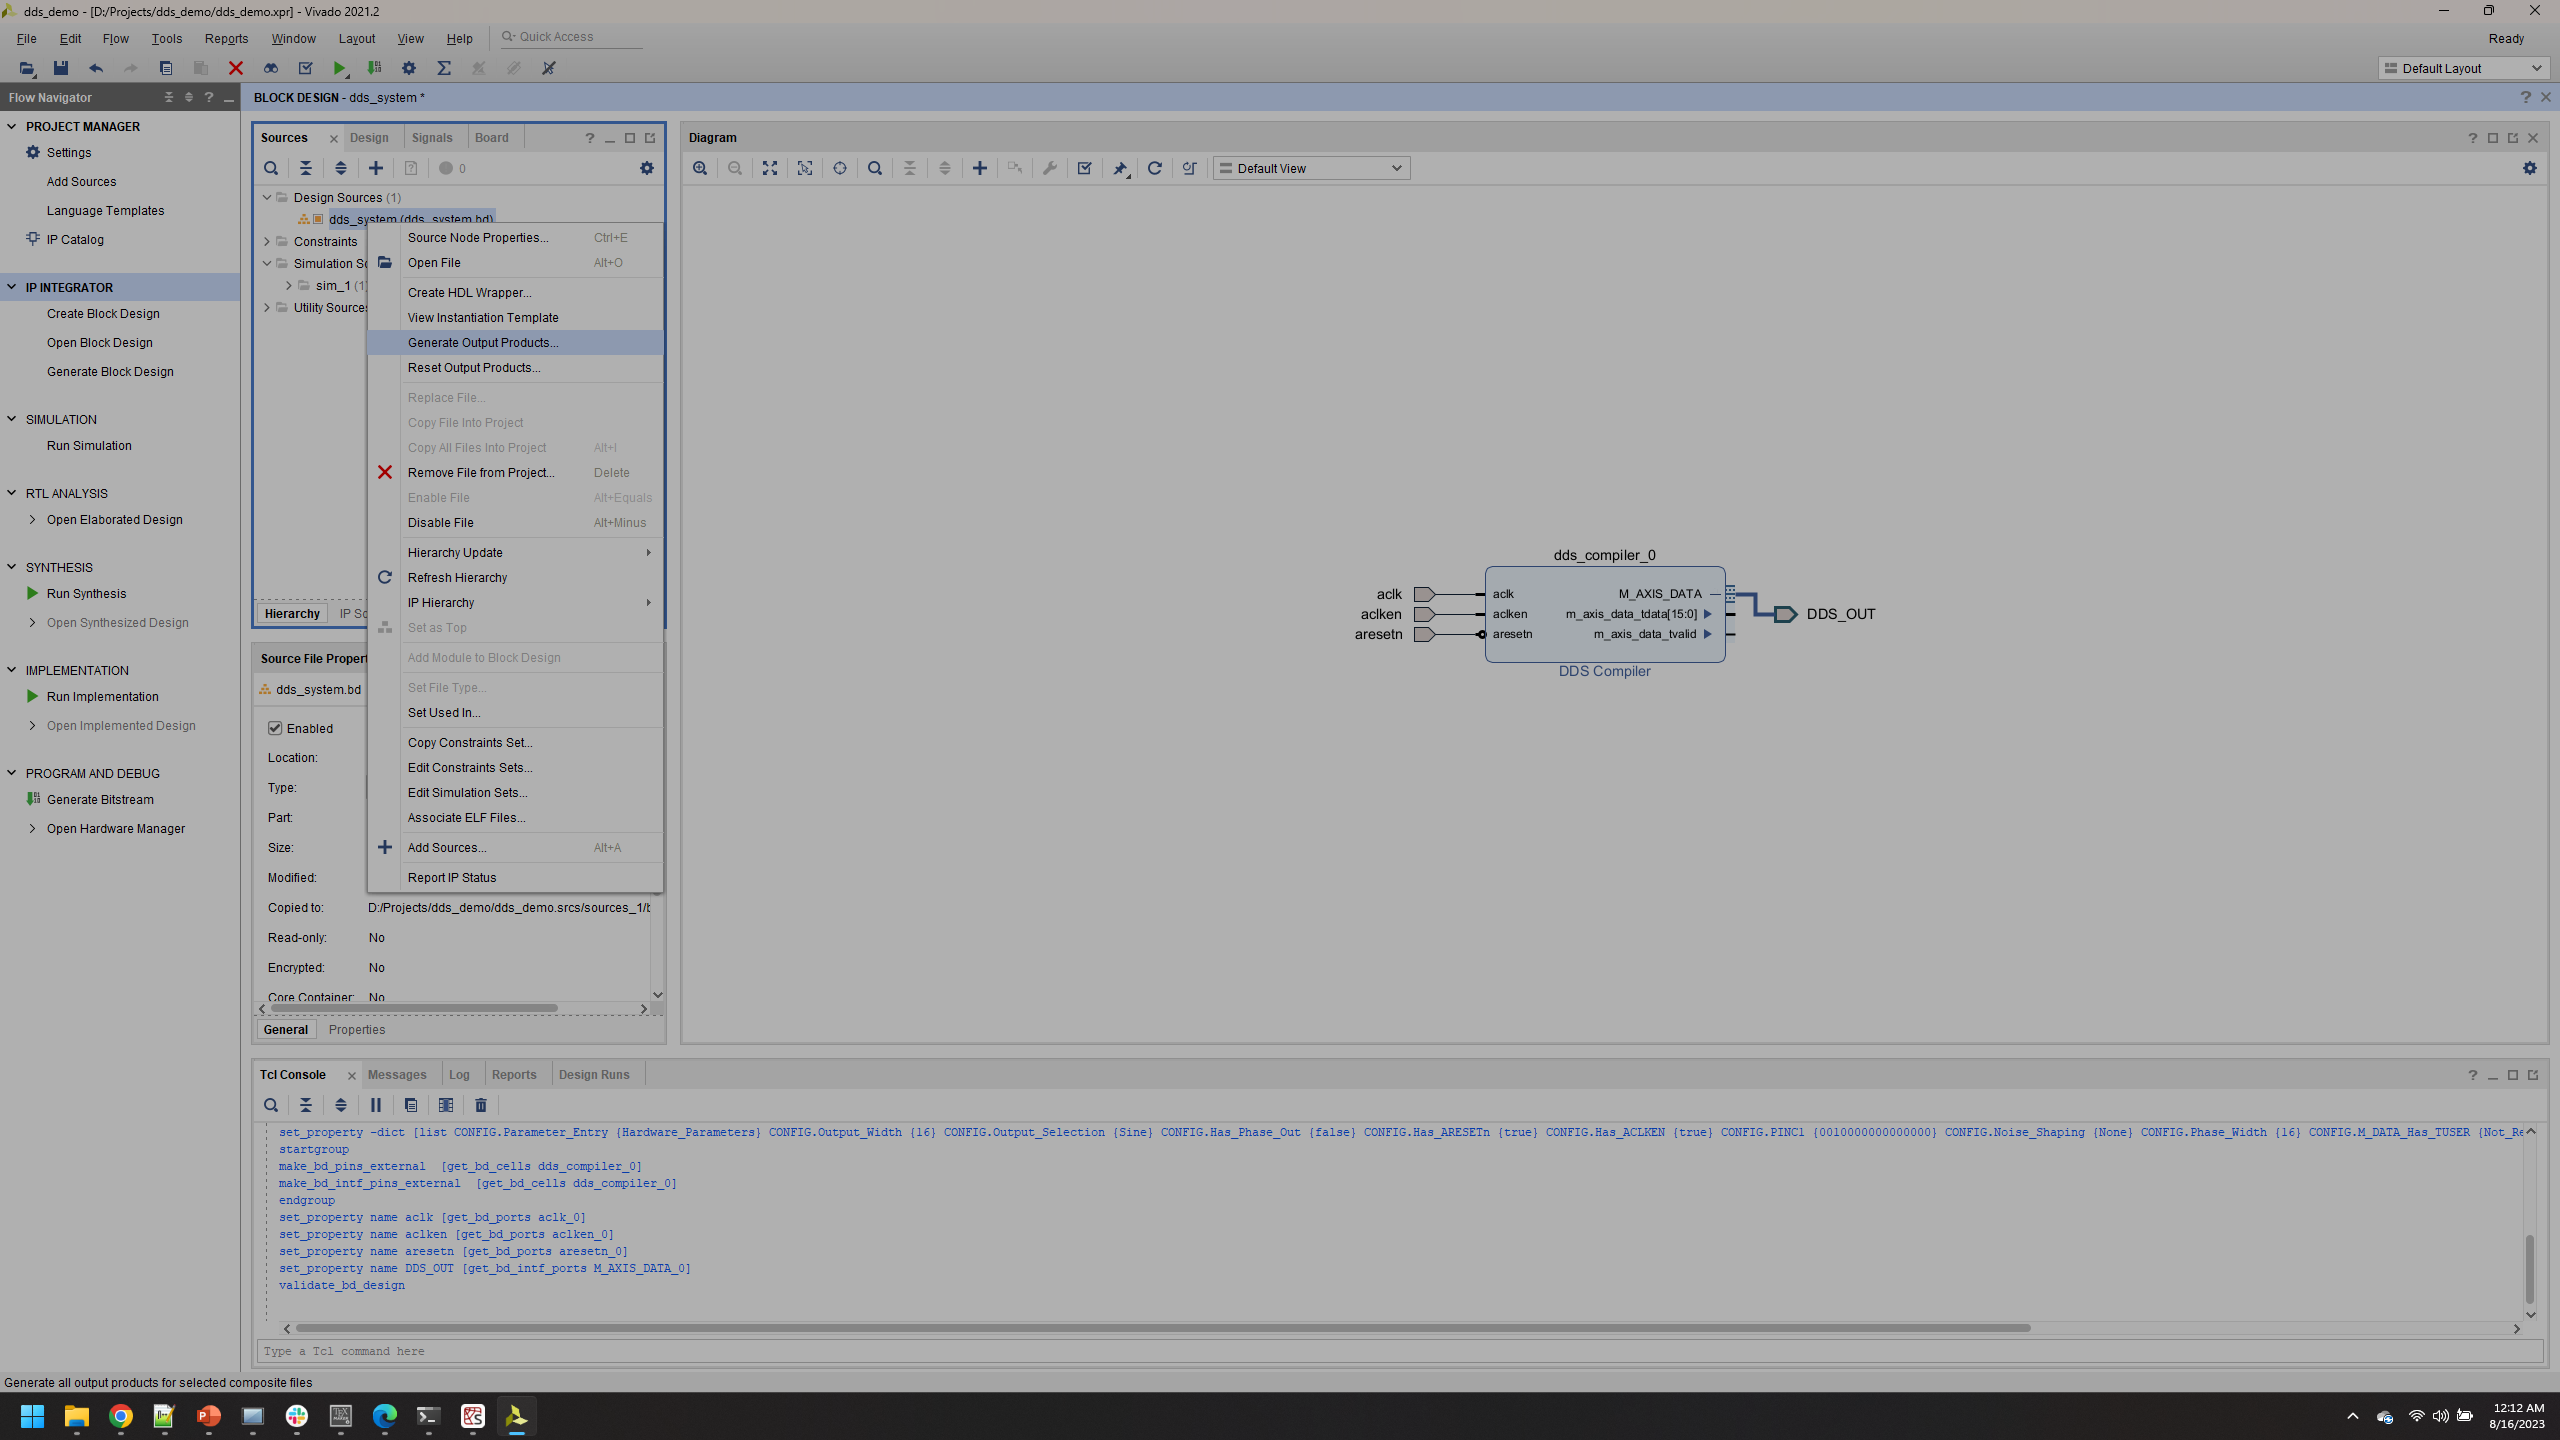 dds_demo - [D:/Projects/dds_demo/dds_demo.xpr] - Vivado 2021.2
File Edit Flow Tools Reports Window Layout View Help Quick Access
Ready
Default Layout
Flow Navigator
PROJECT MANAGER
Settings
Add Sources
Language Templates
IP Catalog
IP INTEGRATOR
Create Block Design
Open Block Design
Generate Block Design
SIMULATION
Run Simulation
RTL ANALYSIS
Open Elaborated Design
SYNTHESIS
Run Synthesis
Open Synthesized Design
IMPLEMENTATION
Run Implementation
Open Implemented Design
PROGRAM AND DEBUG
Generate Bitstream
Open Hardware Manager
BLOCK DESIGN - dds_system *
Sources Design Signals Board
0
Design Sources (1)
dds_system (dds_system.bd)
Constraints
Simulation
sim_1
Utility Sources
Hierarchy IP
Source Node Properties... Ctrl+E
Open File Alt+O
Create HDL Wrapper...
View Instantiation Template
Generate Output Products...
Reset Output Products...
Replace File...
Copy File Into Project
Copy All Files Into Project Alt+I
Remove File from Project... Delete
Enable File Alt+Equals
Disable File Alt+Minus
Hierarchy Update
Refresh Hierarchy
IP Hierarchy
Set as Top
Add Module to Block Design
Set File Type...
Set Used In...
Copy Constraints Set...
Edit Constraints Sets...
Edit Simulation Sets...
Associate ELF Files...
Add Sources... Alt+A
Report IP Status
Source File
dds_system.bd
Enabled
Location:
Type:
Part:
Size:
Modified:
Copied to: D:/Projects/dds_demo/dds_demo.srcs/sources_1/b
Read-only: No
Encrypted: No
Core Container: No
General Properties
Diagram
Default View
dds_compiler_0
aclk aclk M_AXIS_DATA
aclken aclken m_axis_data_tdata[15:0] DDS_OUT
aresetn aresetn m_axis_data_tvalid
DDS Compiler
Tcl Console Messages Log Reports Design Runs
set_property -dict [list CONFIG.Parameter_Entry {Hardware_Parameters} CONFIG.Output_Width {16} CONFIG.Output_Selection {Sine} CONFIG.Has_Phase_Out {false} CONFIG.Has_ARESETn {true} CONFIG.Has_ACLKEN {true} CONFIG.PINC1 {0010000000000000} CONFIG.Noise_Shaping {None} CONFIG.Phase_Width {16} CONFIG.M_DATA_Has_TUSER {Not_Re
startgroup
make_bd_pins_external [get_bd_cells dds_compiler_0]
make_bd_intf_pins_external [get_bd_cells dds_compiler_0]
endgroup
set_property name aclk [get_bd_ports aclk_0]
set_property name aclken [get_bd_ports aclken_0]
set_property name aresetn [get_bd_ports aresetn_0]
set_property name DDS_OUT [get_bd_intf_ports M_AXIS_DATA_0]
validate_bd_design
Type a Tcl command here
Generate all output products for selected composite files
12:12 AM
8/16/2023